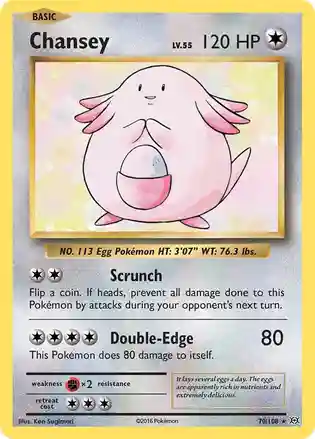 BASIC
Chansey LV.55 120 HP
NO. 113 Egg Pokémon HT: 3'07" WT: 76.3 lbs.
Scrunch
Flip a coin. If heads, prevent all damage done to this
Pokémon by attacks during your opponent's next turn.
Double-Edge 80
This Pokémon does 80 damage to itself.
weakness ×2 resistance
retreat
cost
It lays several eggs a day. The eggs
are apparently rich in nutrients and
extremely delicious.
Illus. Ken Sugimori ©2016 Pokémon 70/108 ★